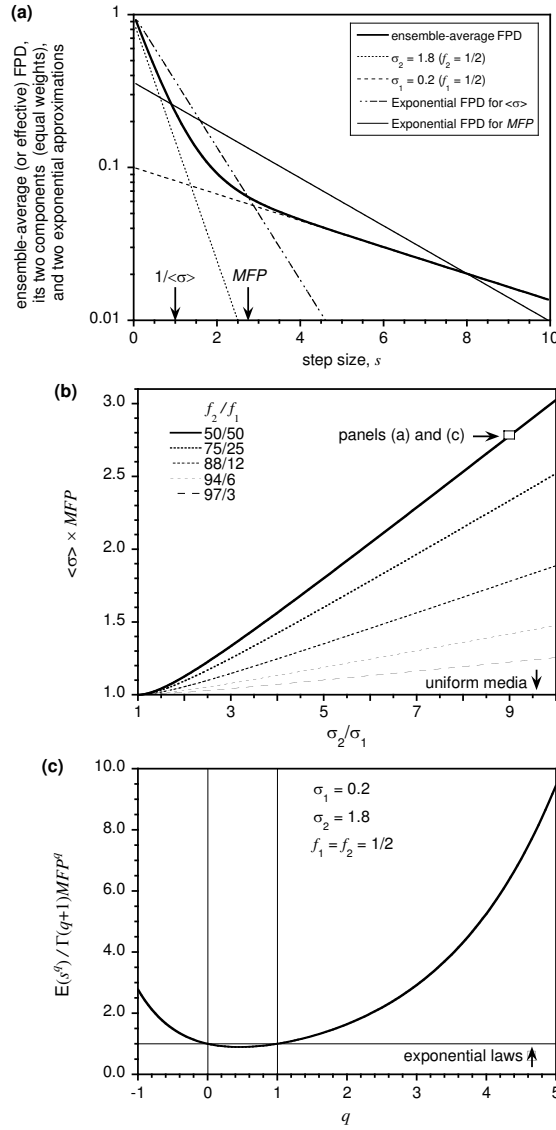 (a)
ensemble-average (or effective) FPD,
its two components (equal weights),
and two exponential approximations
1
0.1
0.01
ensemble-average FPD
σ2 = 1.8 (f2 = 1/2)
σ1 = 0.2 (f1 = 1/2)
Exponential FPD for <σ>
Exponential FPD for MFP
1/<σ>
MFP
0 2 4 6 8 10
step size, s
(b)
<σ> × MFP
3.0
2.5
2.0
1.5
1.0
f2 / f1
50/50
75/25
88/12
94/6
97/3
panels (a) and (c)
uniform media
1 3 5 7 9
σ2/σ1
(c)
E(s^q) / Γ(q+1)MFP^q
10.0
8.0
6.0
4.0
2.0
0.0
σ1 = 0.2
σ2 = 1.8
f1 = f2 = 1/2
exponential laws
-1 0 1 2 3 4 5
q